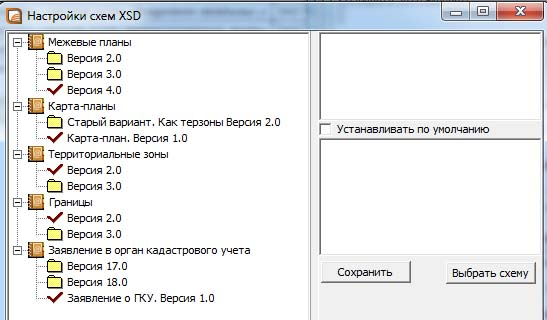 Настройки схем XSD
Межевые планы
Версия 2.0
Версия 3.0
Версия 4.0
Карта-планы
Старый вариант. Как терзоны Версия 2.0
Карта-план. Версия 1.0
Территориальные зоны
Версия 2.0
Версия 3.0
Границы
Версия 2.0
Версия 3.0
Заявление в орган кадастрового учета
Версия 17.0
Версия 18.0
Заявление о ГКУ. Версия 1.0
Устанавливать по умолчанию
Сохранить
Выбрать схему